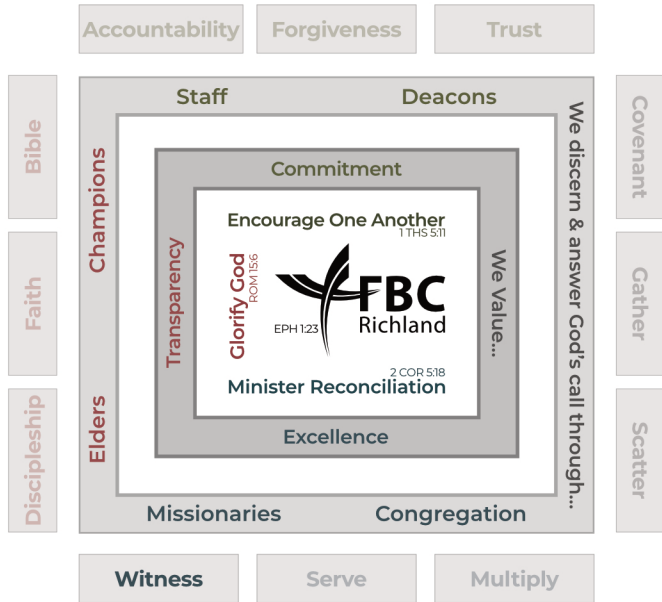 Accountability
Forgiveness
Trust
Bible
Faith
Discipleship
Staff
Deacons
Champions
Elders
Commitment
Transparency
Encourage One Another
1 THS 5:11
Glorify God
ROM 15:6
EPH 1:23
FBC
Richland
2 COR 5:18
Minister Reconciliation
We Value...
Excellence
We discern & answer God's call through...
Missionaries
Congregation
Covenant
Gather
Scatter
Witness
Serve
Multiply